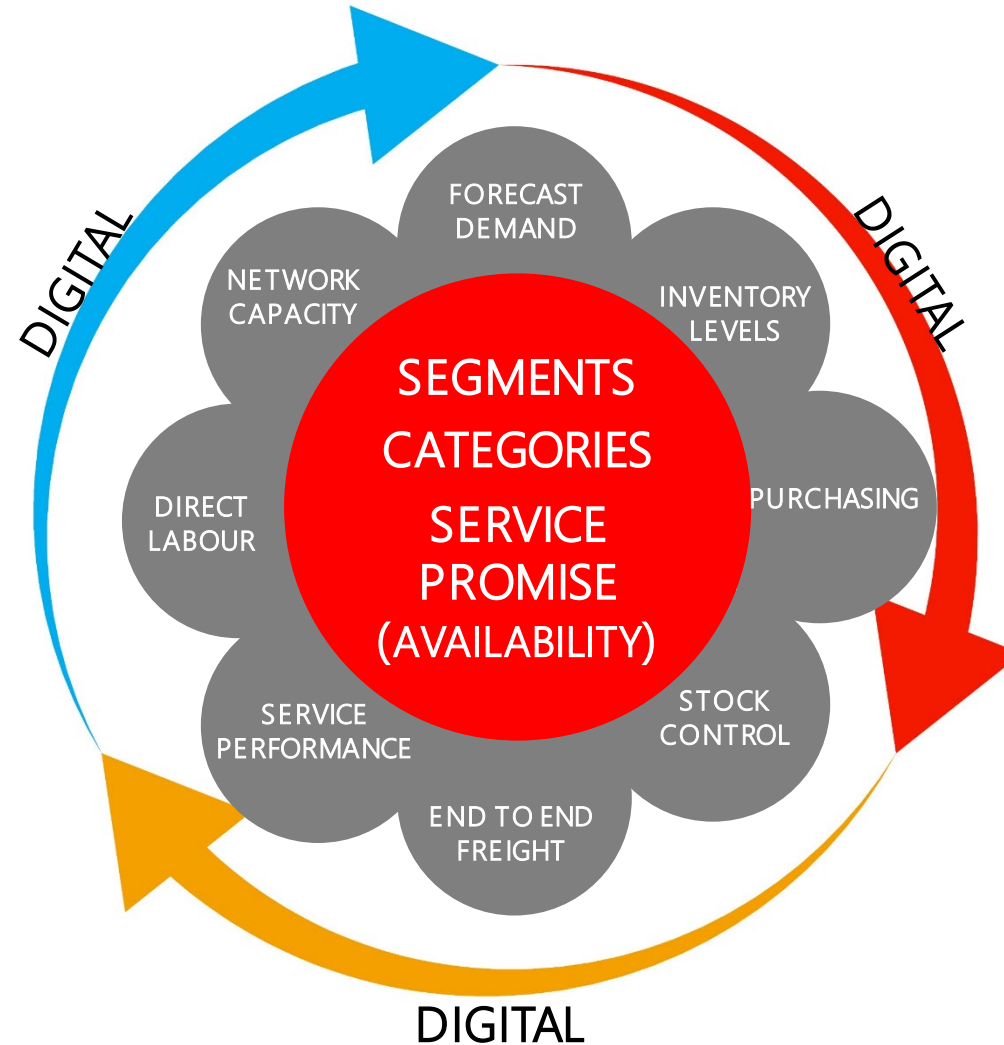 FORECAST
DEMAND
INVENTORY
LEVELS
PURCHASING
STOCK
CONTROL
END TO END
FREIGHT
SERVICE
PERFORMANCE
DIRECT
LABOUR
NETWORK
CAPACITY
SEGMENTS
CATEGORIES
SERVICE
PROMISE
(AVAILABILITY)
DIGITAL
DIGITAL
DIGITAL